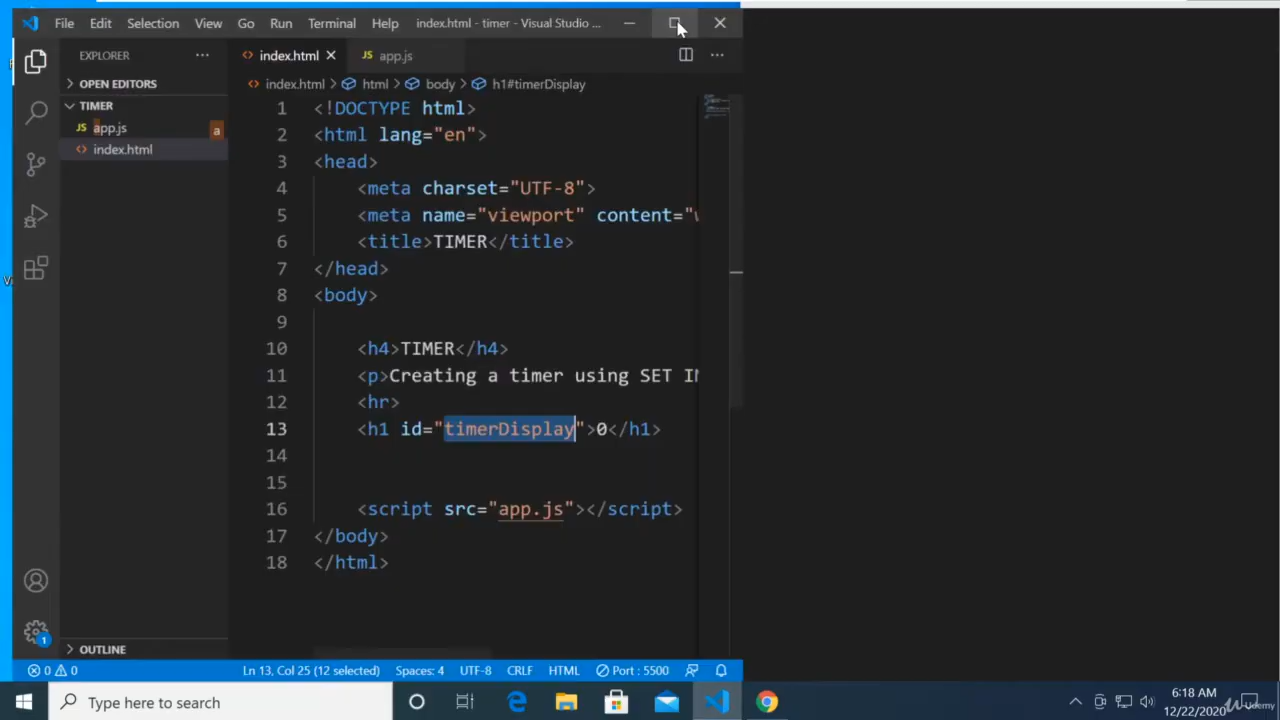 File Edit Selection View Go Run Terminal Help index.html - timer - Visual Studio ...
EXPLORER ...
index.html
JS app.js
OPEN EDITORS
index.html > html > body > h1#timerDisplay
TIMER
JS app.js a
index.html
1 <!DOCTYPE html>
2 <html lang="en">
3 <head>
4 <meta charset="UTF-8">
5 <meta name="viewport" content="
6 <title>TIMER</title>
7 </head>
8 <body>
9
10 <h4>TIMER</h4>
11 <p>Creating a timer using SET
12 <hr>
13 <h1 id="timerDisplay">0</h1>
14
15
16 <script src="app.js"></script>
17 </body>
18 </html>
1
OUTLINE
0 0
Ln 13, Col 25 (12 selected) Spaces: 4 UTF-8 CRLF HTML Port : 5500
Type here to search
6:18 AM
12/22/2020
Udemy